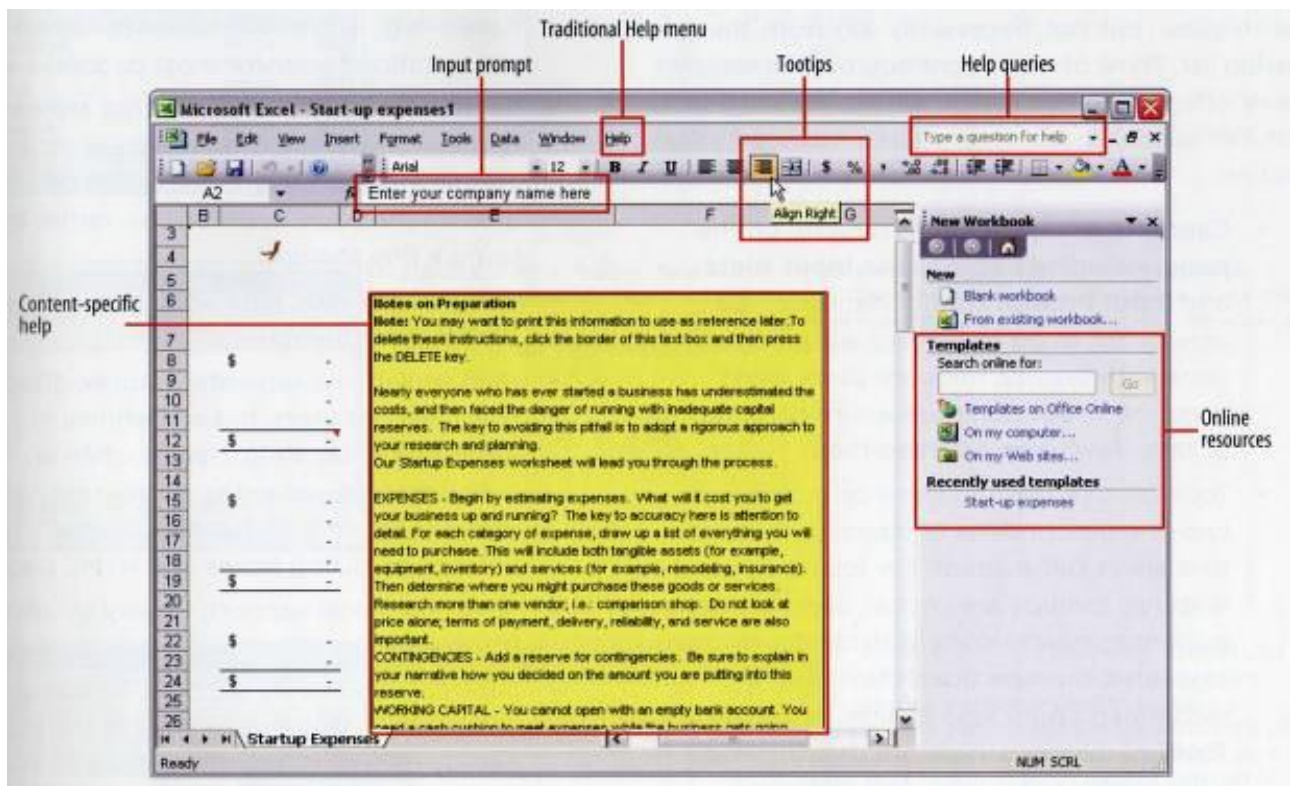 Traditional Help menu
Input prompt
Tootips
Help queries
Microsoft Excel - Start-up expenses1
File Edit View Insert Format Tools Data Window Help
Type a question for help
Arial 12 B I U $ % ,
A2 fx Enter your company name here
Align Right
B C D E F G
New Workbook
New
Blank workbook
From existing workbook...
Templates
Search online for:
Go
Templates on Office Online
On my computer...
On my Web sites...
Recently used templates
Start-up expenses
Online
resources
Content-specific
help
3
4
5
6
7
8 $ -
9 -
10 -
11 -
12 $ -
13
14
15 $ -
16 -
17 -
18 -
19 $ -
20
21
22 $ -
23 -
24 $ -
25
26
Notes on Preparation
Note: You may want to print this information to use as reference later.To
delete these instructions, click the border of this text box and then press
the DELETE key.
Nearly everyone who has ever started a business has underestimated the
costs, and then faced the danger of running with inadequate capital
reserves. The key to avoiding this pitfall is to adopt a rigorous approach to
your research and planning.
Our Startup Expenses worksheet will lead you through the process.
EXPENSES - Begin by estimating expenses. What will it cost you to get
your business up and running? The key to accuracy here is attention to
detail. For each category of expense, draw up a list of everything you will
need to purchase. This will include both tangible assets (for example,
equipment, inventory) and services (for example, remodeling, insurance).
Then determine where you might purchase these goods or services.
Research more than one vendor; i.e.: comparison shop. Do not look at
price alone; terms of payment, delivery, reliability, and service are also
important.
CONTINGENCIES - Add a reserve for contingencies. Be sure to explain in
your narrative how you decided on the amount you are putting into this
reserve.
WORKING CAPITAL - You cannot open with an empty bank account. You
need a cash cushion to meet expenses while the business gets going
Startup Expenses
Ready
NUM SCRL